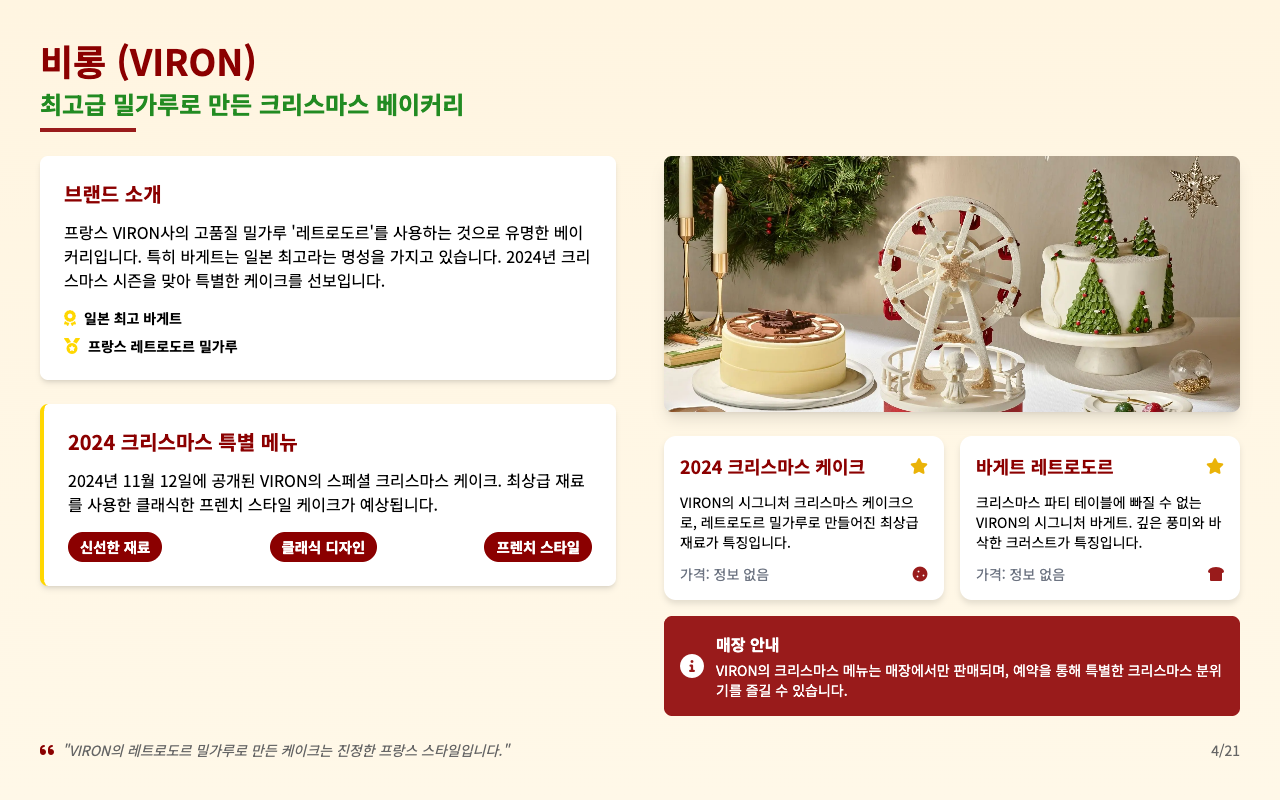 비롱 (VIRON)
최고급 밀가루로 만든 크리스마스 베이커리
브랜드 소개
프랑스 VIRON사의 고품질 밀가루 '레트로도르'를 사용하는 것으로 유명한 베이
커리입니다. 특히 바게트는 일본 최고라는 명성을 가지고 있습니다. 2024년 크리
스마스 시즌을 맞아 특별한 케이크를 선보입니다.
일본 최고 바게트
프랑스 레트로도르 밀가루
2024 크리스마스 특별 메뉴
2024년 11월 12일에 공개된 VIRON의 스페셜 크리스마스 케이크. 최상급 재료
를 사용한 클래식한 프렌치 스타일 케이크가 예상됩니다.
신선한 재료
클래식 디자인
프렌치 스타일
2024 크리스마스 케이크
VIRON의 시그니처 크리스마스 케이크으
로, 레트로도르 밀가루로 만들어진 최상급
재료가 특징입니다.
가격: 정보 없음
바게트 레트로도르
크리스마스 파티 테이블에 빠질 수 없는
VIRON의 시그니처 바게트. 깊은 풍미와 바
삭한 크러스트가 특징입니다.
가격: 정보 없음
매장 안내
VIRON의 크리스마스 메뉴는 매장에서만 판매되며, 예약을 통해 특별한 크리스마스 분위
기를 즐길 수 있습니다.
"VIRON의 레트로도르 밀가루로 만든 케이크는 진정한 프랑스 스타일입니다."
4/21